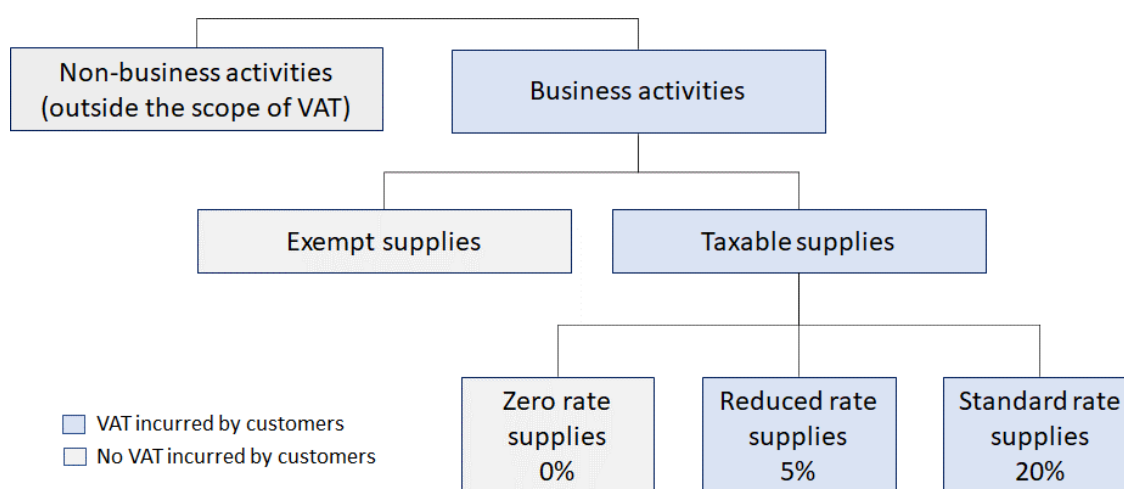 Non-business activities
(outside the scope of VAT)
Business activities
Exempt supplies
Taxable supplies
Zero rate
supplies
0%
Reduced rate
supplies
5%
Standard rate
supplies
20%
VAT incurred by customers
No VAT incurred by customers